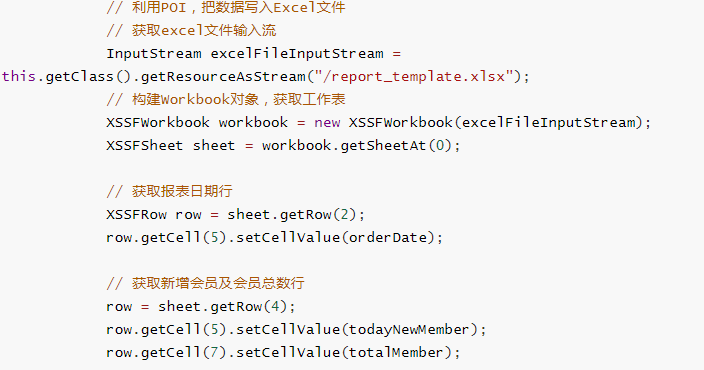 // 利用POI，把数据写入Excel文件
// 获取excel文件输入流
InputStream excelFileInputStream =
this.getClass().getResourceAsStream("/report_template.xlsx");
// 构建Workbook对象，获取工作表
XSSFWorkbook workbook = new XSSFWorkbook(excelFileInputStream);
XSSFSheet sheet = workbook.getSheetAt(0);
// 获取报表日期行
XSSFRow row = sheet.getRow(2);
row.getCell(5).setCellValue(orderDate);
// 获取新增会员及会员总数行
row = sheet.getRow(4);
row.getCell(5).setCellValue(todayNewMember);
row.getCell(7).setCellValue(totalMember);